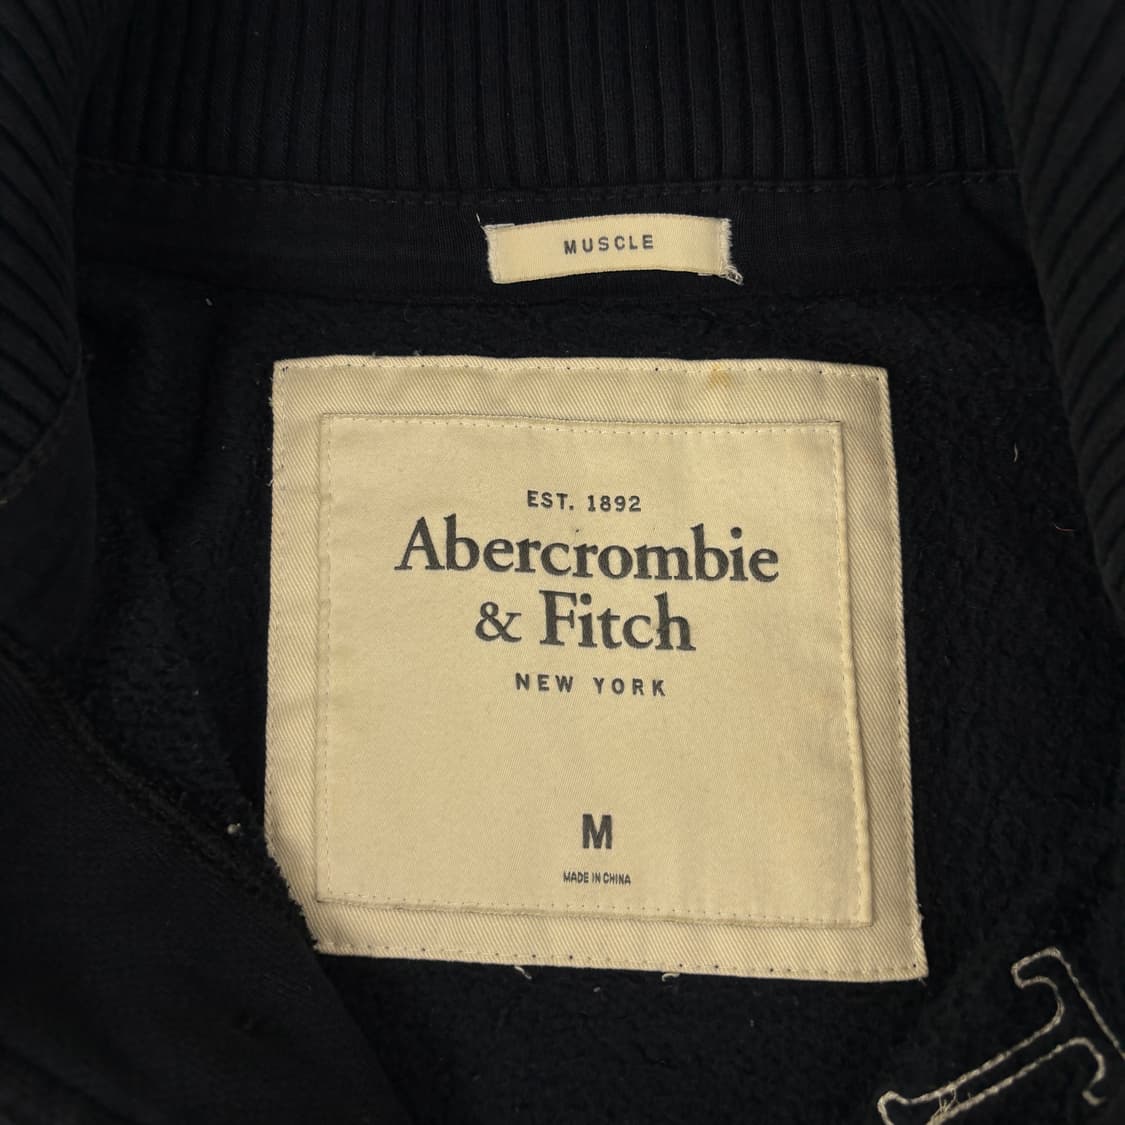 MUSCLE
EST. 1892
Abercrombie
& Fitch
NEW YORK
M
MADE IN CHINA